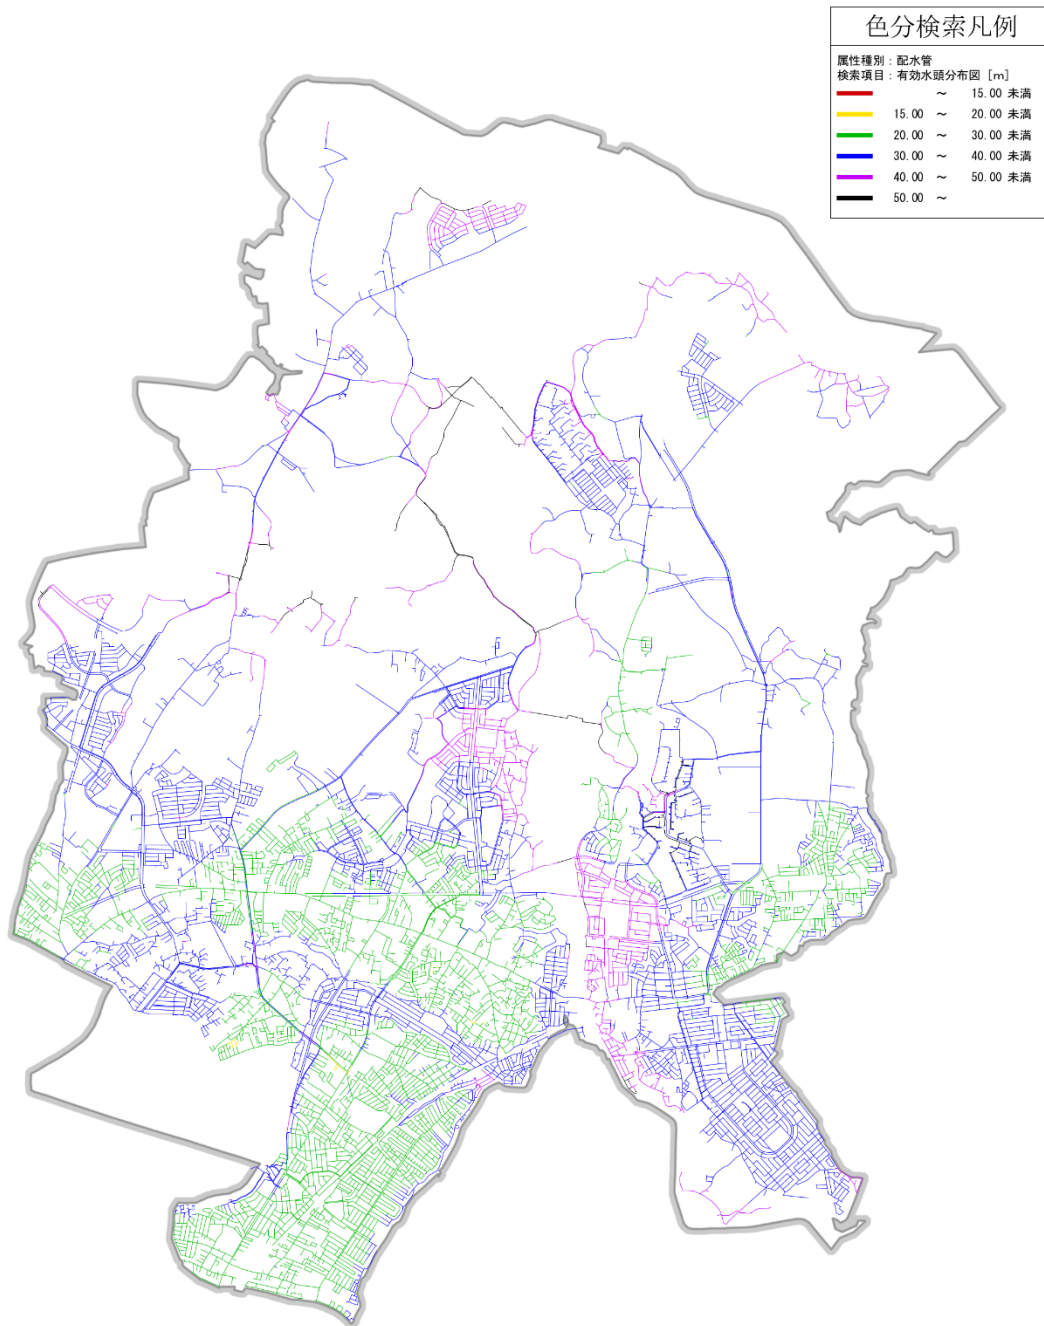 色分検索凡例
属性種別：配水管
検索項目：有効水頭分布図 [m]
～ 15.00 未満
15.00 ～ 20.00 未満
20.00 ～ 30.00 未満
30.00 ～ 40.00 未満
40.00 ～ 50.00 未満
50.00 ～